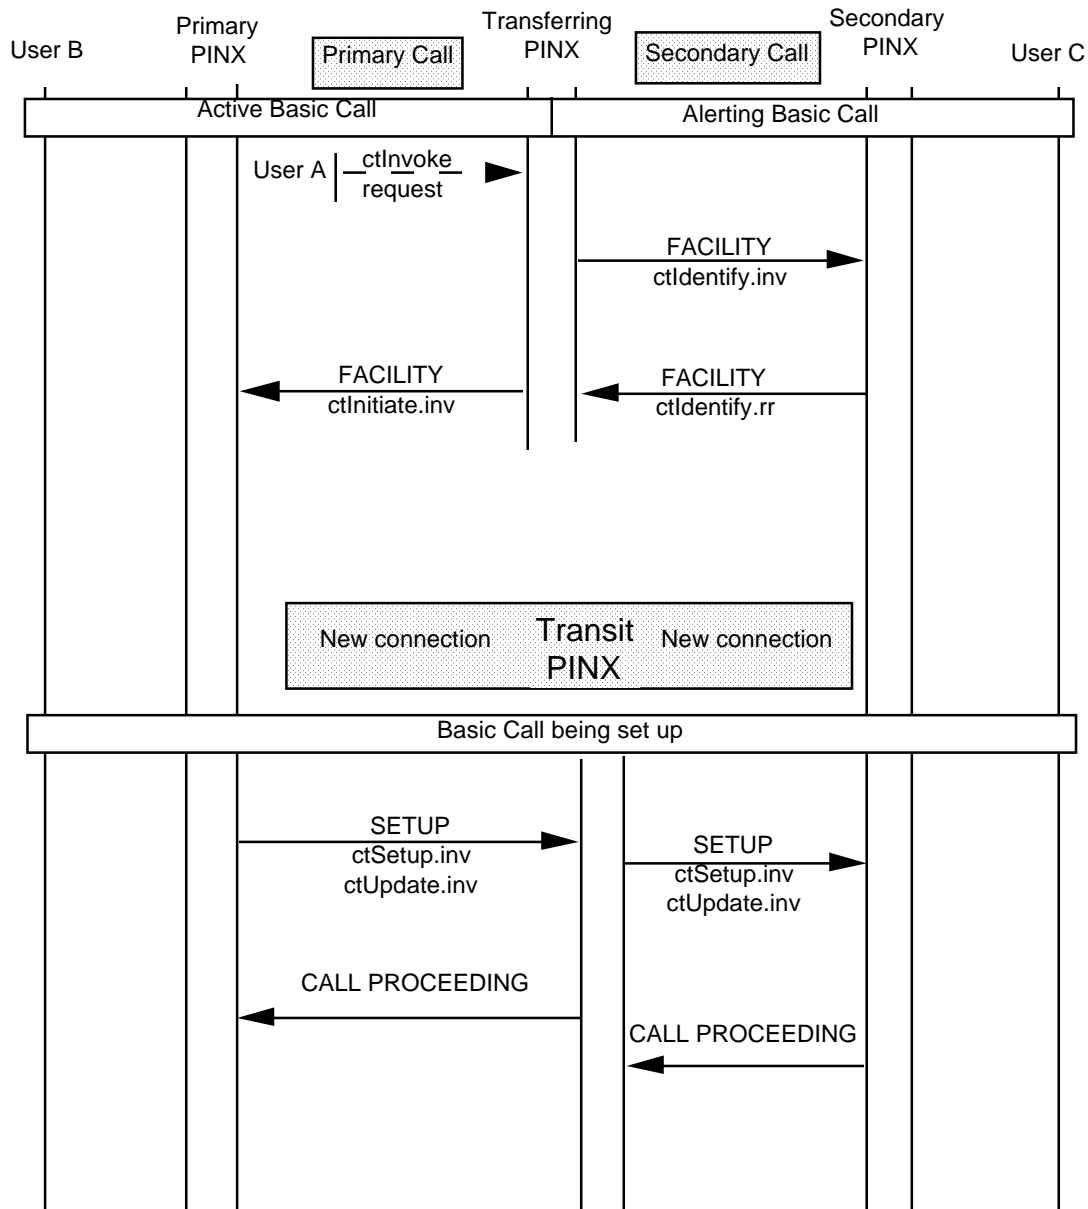 User B
Primary
PINX
Primary Call
Transferring
PINX
Secondary Call
Secondary
PINX
User C
Active Basic Call
Alerting Basic Call
User A
ctInvoke
request
FACILITY
ctIdentify.inv
FACILITY
ctInitiate.inv
FACILITY
ctIdentify.rr
New connection
Transit
PINX
New connection
Basic Call being set up
SETUP
ctSetup.inv
ctUpdate.inv
SETUP
ctSetup.inv
ctUpdate.inv
CALL PROCEEDING
CALL PROCEEDING